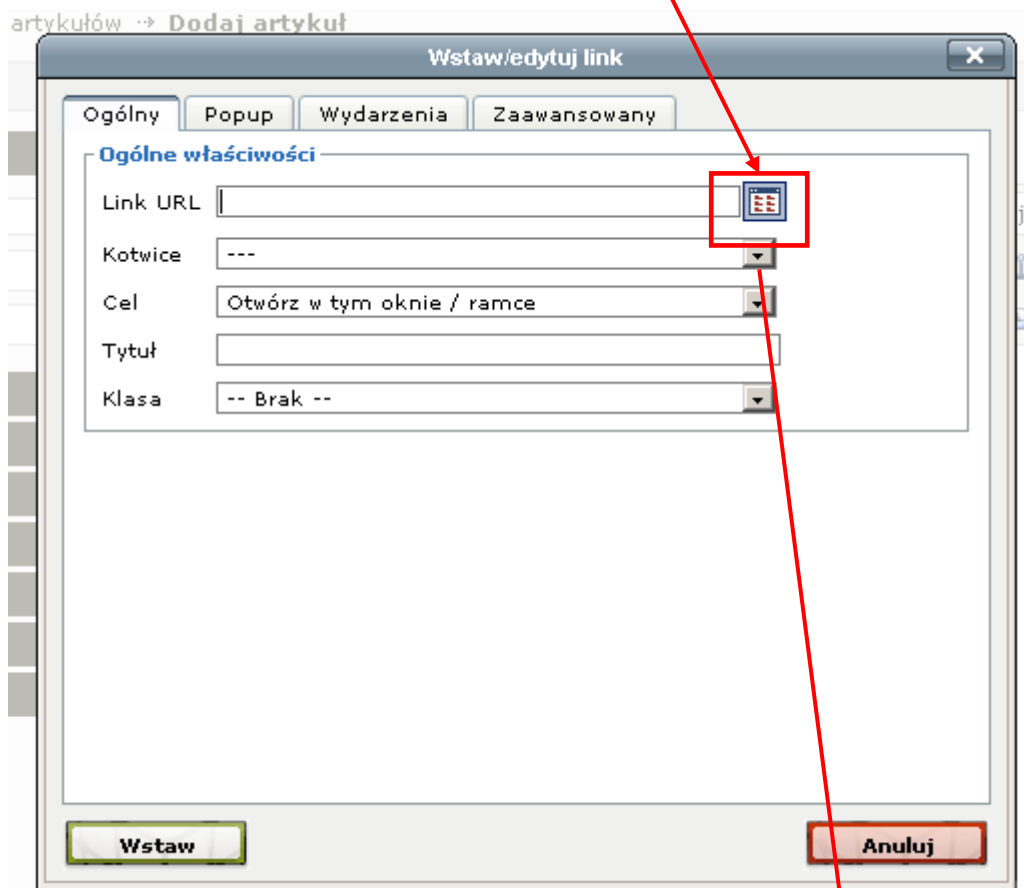 artykułów ⇢ Dodaj artykuł
Wstaw/edytuj link
Ogólny Popup Wydarzenia Zaawansowany
Ogólne właściwości
Link URL
Kotwice ---
Cel Otwórz w tym oknie / ramce
Tytuł
Klasa -- Brak --
Wstaw Anuluj